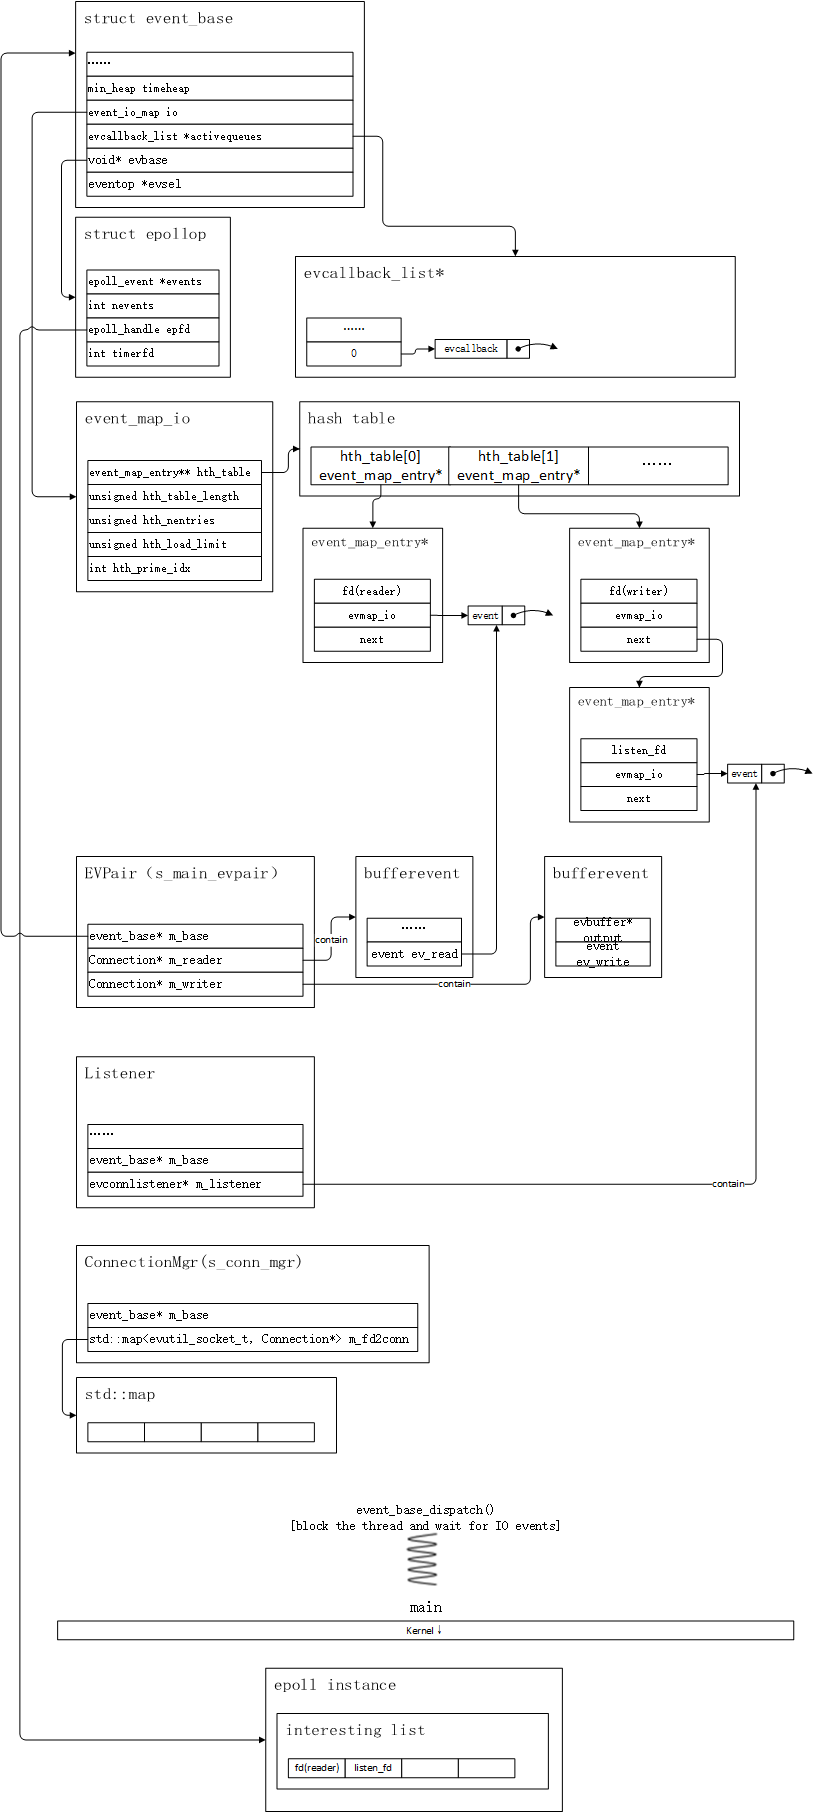 struct event_base
......
min_heap timeheap
event_io_map io
evcallback_list *activequeues
void* evbase
eventop *evsel
struct epollop
epoll_event *events
int nevents
epoll_handle epfd
int timerfd
evcallback_list*
......
0
evcallback
event_map_io
event_map_entry** hth_table
unsigned hth_table_length
unsigned hth_nentries
unsigned hth_load_limit
int hth_prime_idx
hash table
hth_table[0]
event_map_entry*
hth_table[1]
event_map_entry*
......
event_map_entry*
fd(reader)
evmap_io
next
event
event_map_entry*
fd(writer)
evmap_io
next
event_map_entry*
listen_fd
evmap_io
next
event
EVPair (s_main_evpair)
event_base* m_base
Connection* m_reader
Connection* m_writer
contain
contain
bufferevent
......
event ev_read
bufferevent
evbuffer*
output
event
ev_write
Listener
......
event_base* m_base
evconnlistener* m_listener
contain
ConnectionMgr(s_conn_mgr)
event_base* m_base
std::map<evutil_socket_t, Connection*> m_fd2conn
std::map
event_base_dispatch()
[block the thread and wait for IO events]
main
Kernel↓
epoll instance
interesting list
fd(reader)
listen_fd